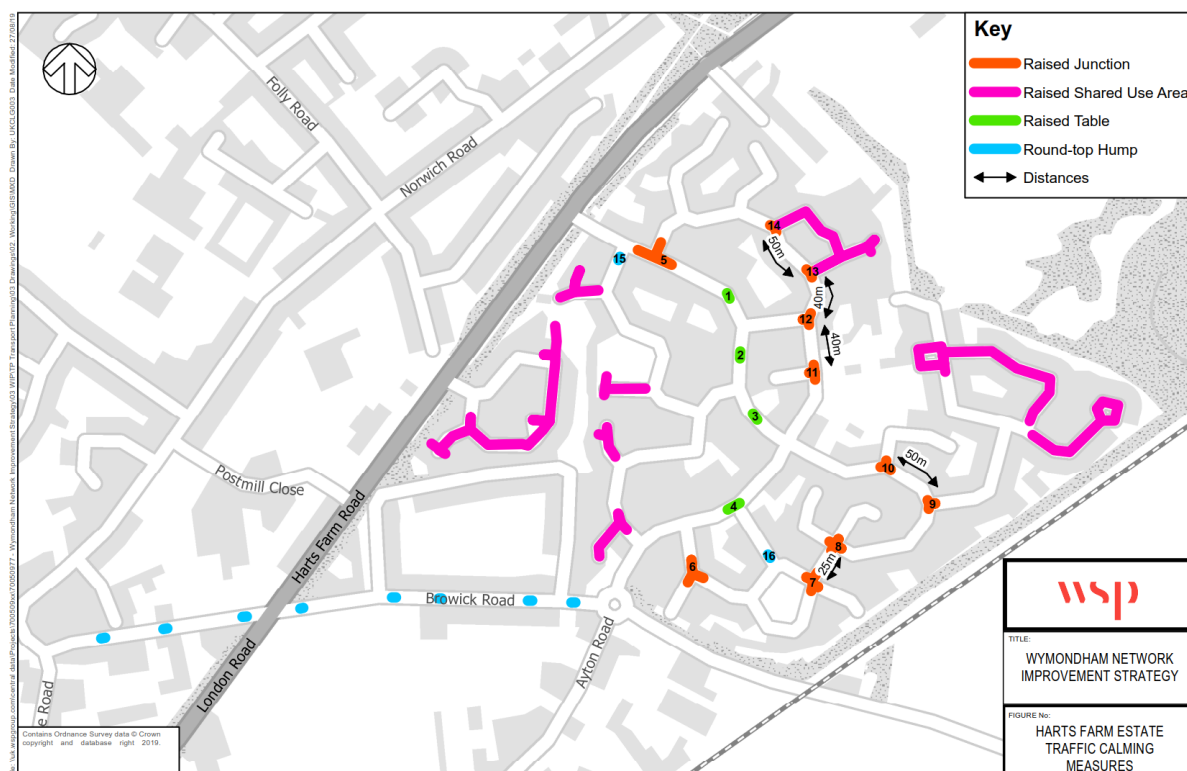 Key
Raised Junction
Raised Shared Use Area
Raised Table
Round-top Hump
Distances
Folly Road
Norwich Road
14
50m
15
5
13
1
40m
12
2
40m
11
3
10
50m
Postmill Close
Harts Farm Road
9
4
8
16
25m
6
7
Browick Road
Ayton Road
London Road
e Road
wsp
TITLE:
WYMONDHAM NETWORK
IMPROVEMENT STRATEGY
FIGURE No:
HARTS FARM ESTATE
TRAFFIC CALMING
MEASURES
Contains Ordnance Survey data © Crown
copyright and database right 2019.